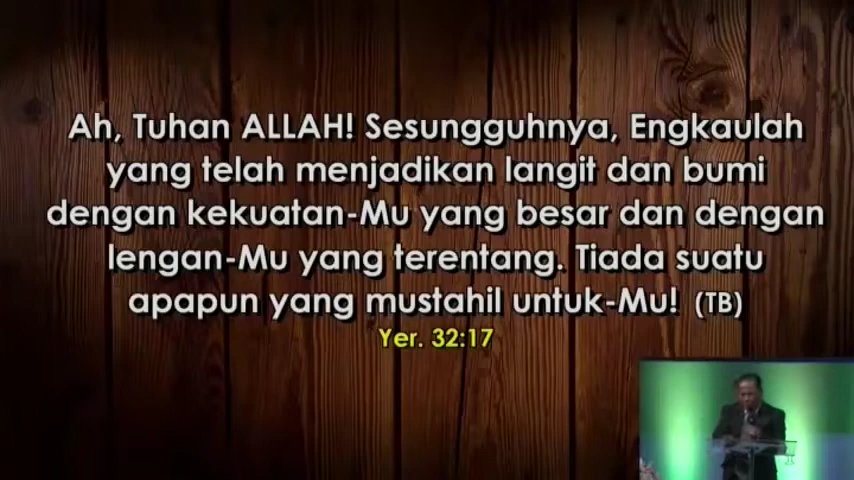 Ah, Tuhan ALLAH! Sesungguhnya, Engkaulah
yang telah menjadikan langit dan bumi
dengan kekuatan-Mu yang besar dan dengan
lengan-Mu yang terentang. Tiada suatu
apapun yang mustahil untuk-Mu! (TB)
Yer. 32:17